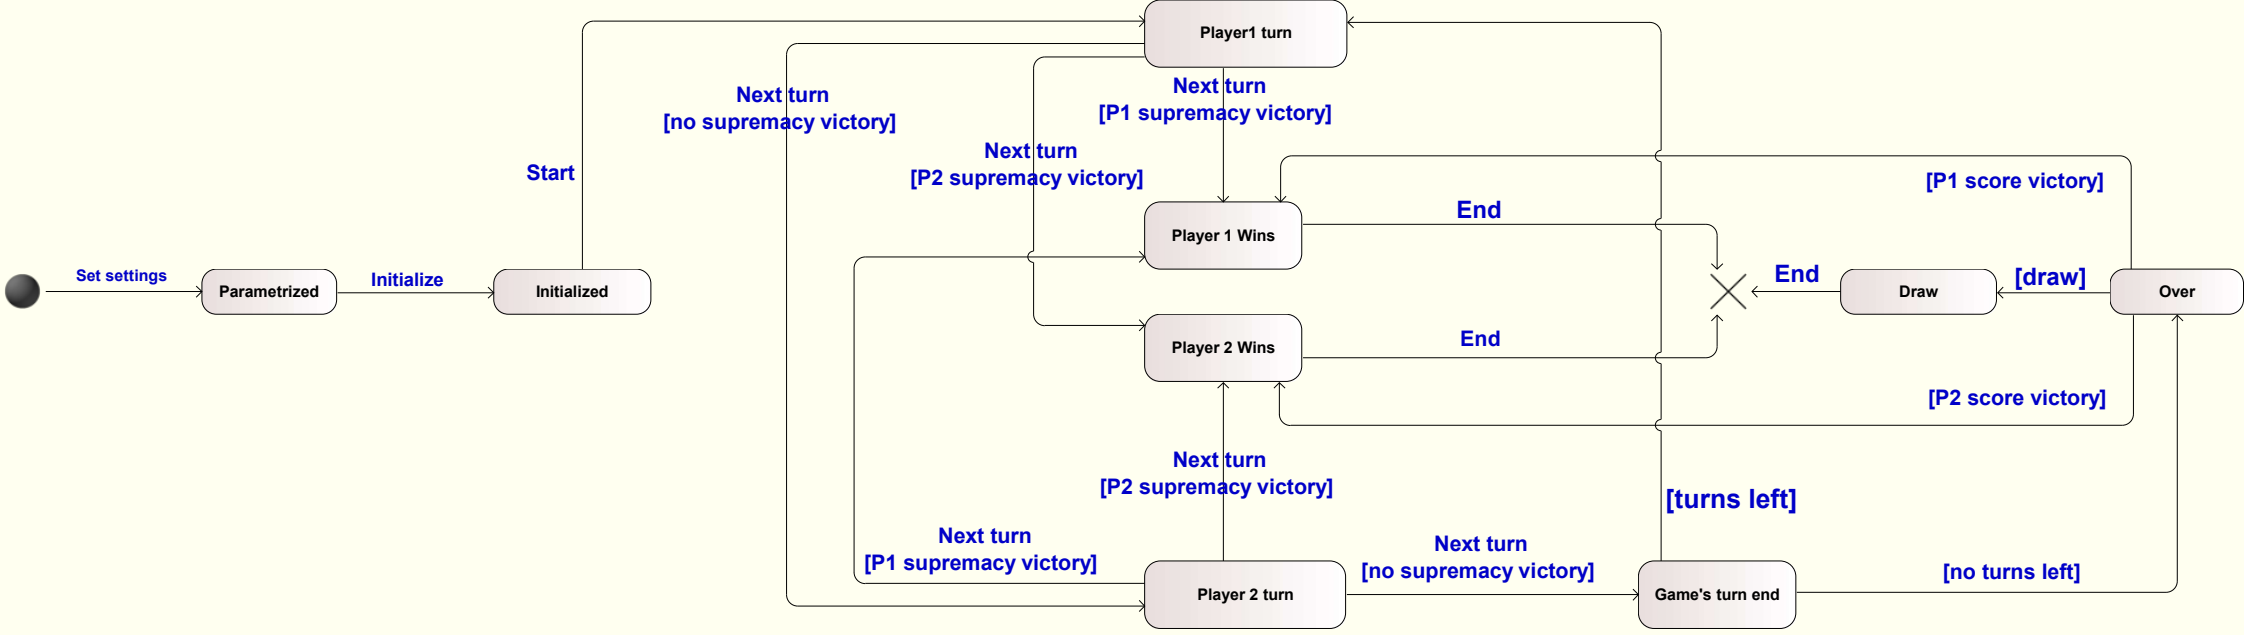 Player1 turn
Next turn
[P1 supremacy victory]
Next turn
[no supremacy victory]
Next turn
[P2 supremacy victory]
Start
[P1 score victory]
End
Player 1 Wins
Set settings
Parametrized
Initialize
Initialized
End
Draw
[draw]
Over
Player 2 Wins
End
[P2 score victory]
Next turn
[P2 supremacy victory]
[turns left]
Next turn
[P1 supremacy victory]
Next turn
[no supremacy victory]
[no turns left]
Player 2 turn
Game's turn end